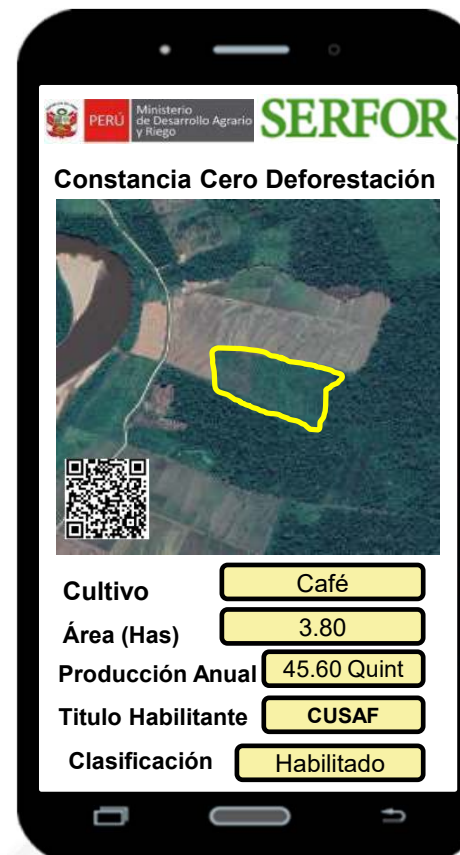 PERÚ
Ministerio
de Desarrollo Agrario
y Riego
SERFOR
Constancia Cero Deforestación
Cultivo Café
Área (Has) 3.80
Producción Anual 45.60 Quint
Titulo Habilitante CUSAF
Clasificación Habilitado